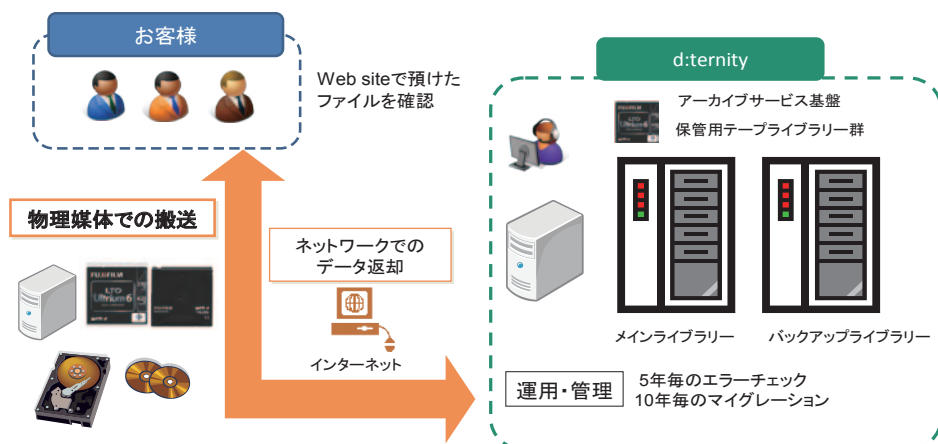 お客様
Web siteで預けた
ファイルを確認
d:ternity
アーカイブサービス基盤
保管用テープライブラリー群
物理媒体での搬送
ネットワークでの
データ返却
FUJIFILM
LTO
Ultrium6
インターネット
メインライブラリー
バックアップライブラリー
運用・管理
5年毎のエラーチェック
10年毎のマイグレーション